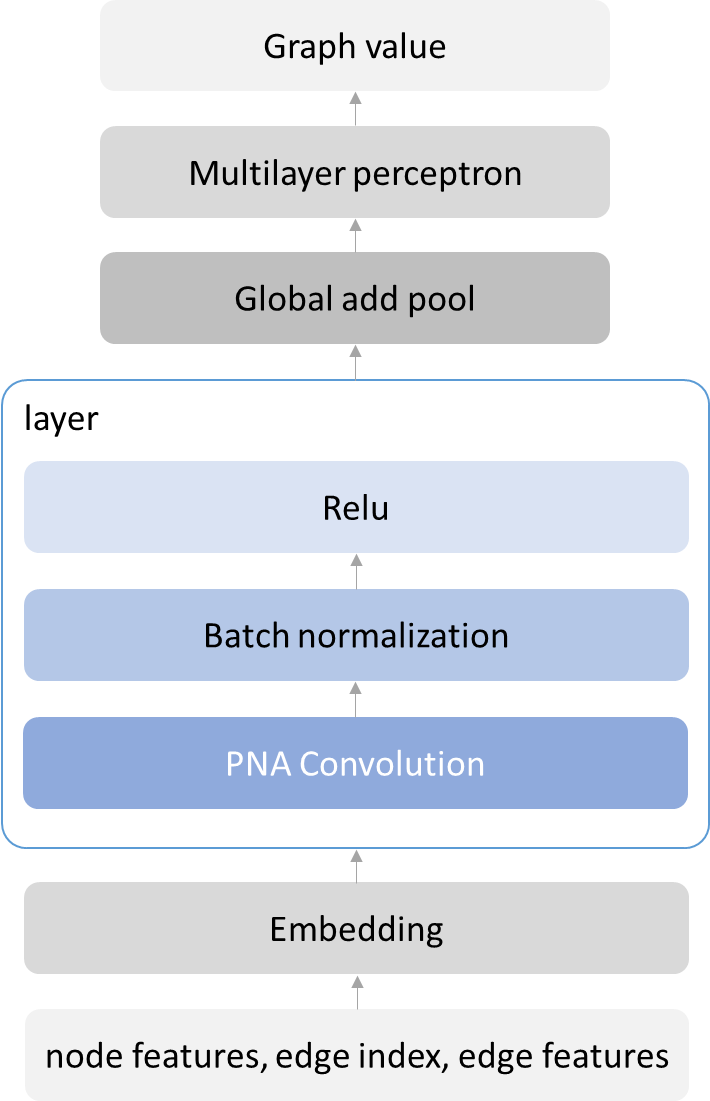 Graph value
Multilayer perceptron
Global add pool
layer
Relu
Batch normalization
PNA Convolution
Embedding
node features, edge index, edge features